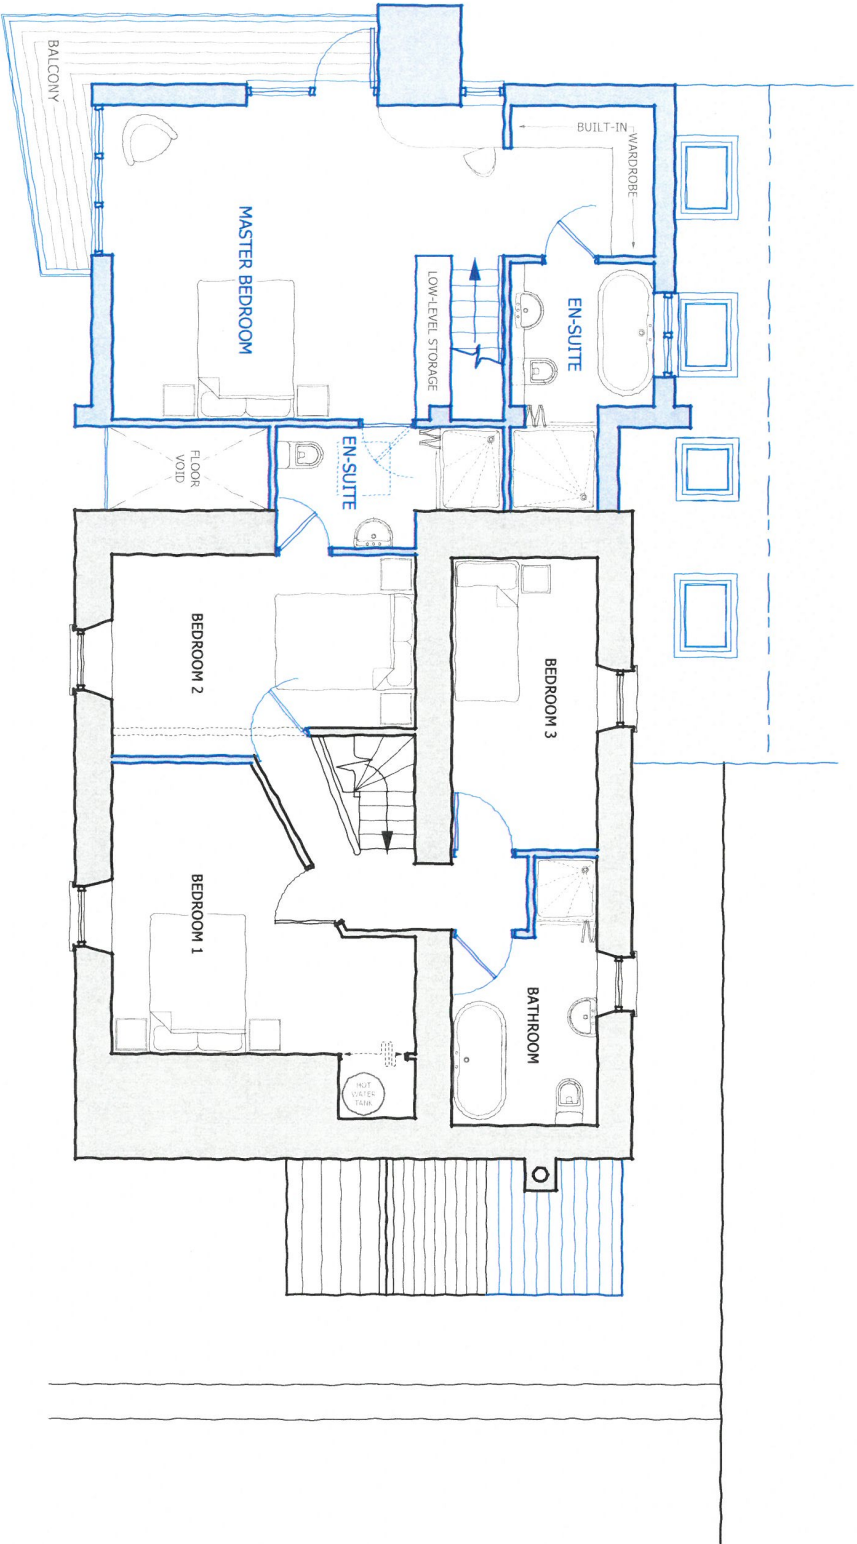 BALCONY
BUILT-IN
WARDROBE
MASTER BEDROOM
LOW-LEVEL STORAGE
EN-SUITE
EN-SUITE
FLOOR
VOID
BEDROOM 2
BEDROOM 3
BEDROOM 1
BATHROOM
HOT
WATER
TANK